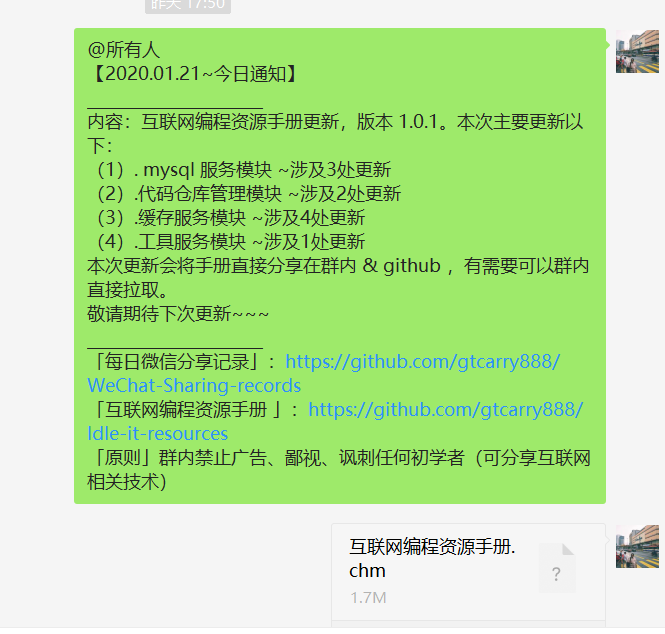 昨天 17:50
@所有人
【2020.01.21~今日通知】
____________________
内容：互联网编程资源手册更新，版本 1.0.1。本次主要更新以
下：
（1）. mysql 服务模块 ~涉及3处更新
（2）.代码仓库管理模块 ~涉及2处更新
（3）.缓存服务模块 ~涉及4处更新
（4）.工具服务模块 ~涉及1处更新
本次更新会将手册直接分享在群内 & github ，有需要可以群内
直接拉取。
敬请期待下次更新~~~
____________________
「每日微信分享记录」：https://github.com/gtcarry888/
WeChat-Sharing-records
「互联网编程资源手册 」：https://github.com/gtcarry888/
Idle-it-resources
「原则」群内禁止广告、鄙视、讽刺任何初学者（可分享互联网
相关技术）
互联网编程资源手册.
chm
?
1.7M